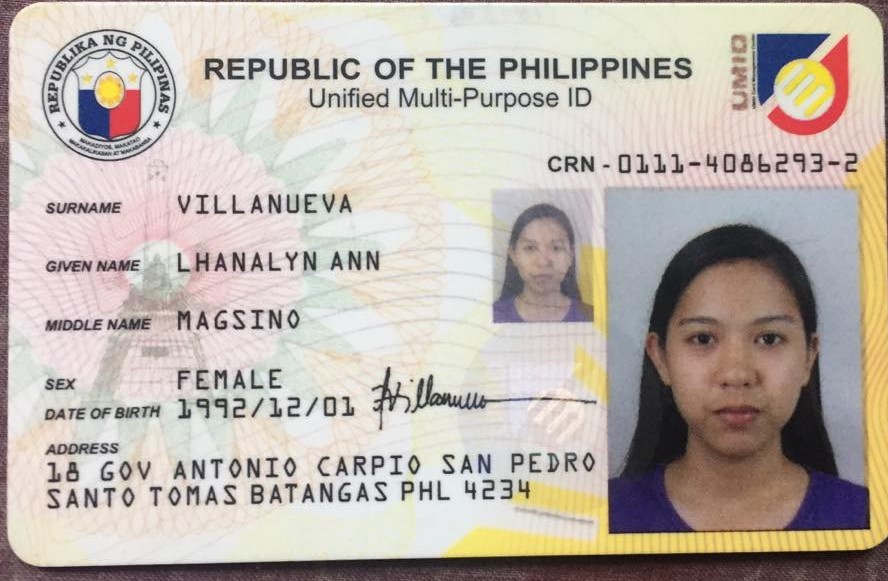 REPUBLIKA NG PILIPINAS
MAKADIYOS, MAKATAO
MAKAKALIKASAN AT MAKABANSA
REPUBLIC OF THE PHILIPPINES
Unified Multi-Purpose ID
UMID
CRN - 0111-4086293-2
SURNAME VILLANUEVA
GIVEN NAME LHANALYN ANN
MIDDLE NAME MAGSINO
SEX FEMALE
DATE OF BIRTH 1992/12/01
ADDRESS
18 GOV ANTONIO CARPIO SAN PEDRO
SANTO TOMAS BATANGAS PHL 4234